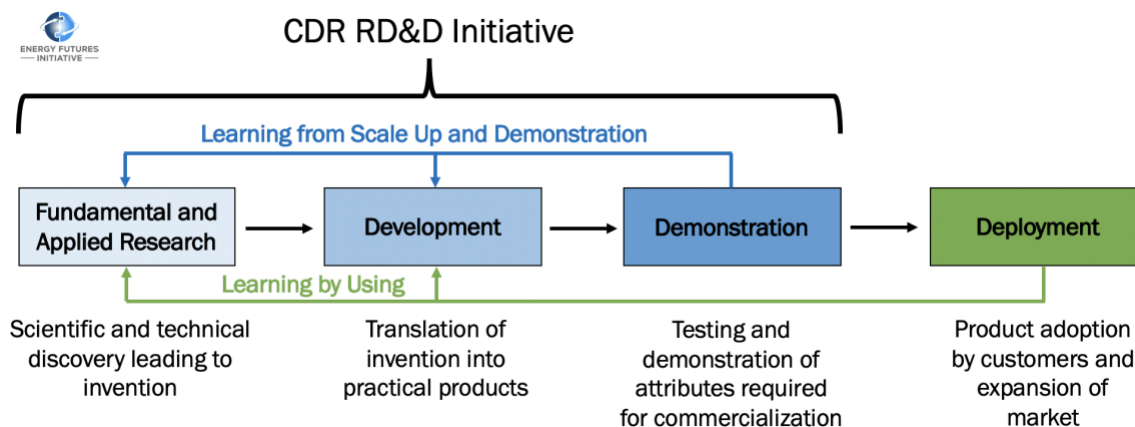 CDR RD&D Initiative
ENERGY FUTURES
INITIATIVE
Learning from Scale Up and Demonstration
Fundamental and
Applied Research
Development
Demonstration
Deployment
Learning by Using
Scientific and technical
discovery leading to
invention
Translation of
invention into
practical products
Testing and
demonstration of
attributes required
for commercialization
Product adoption
by customers and
expansion of
market